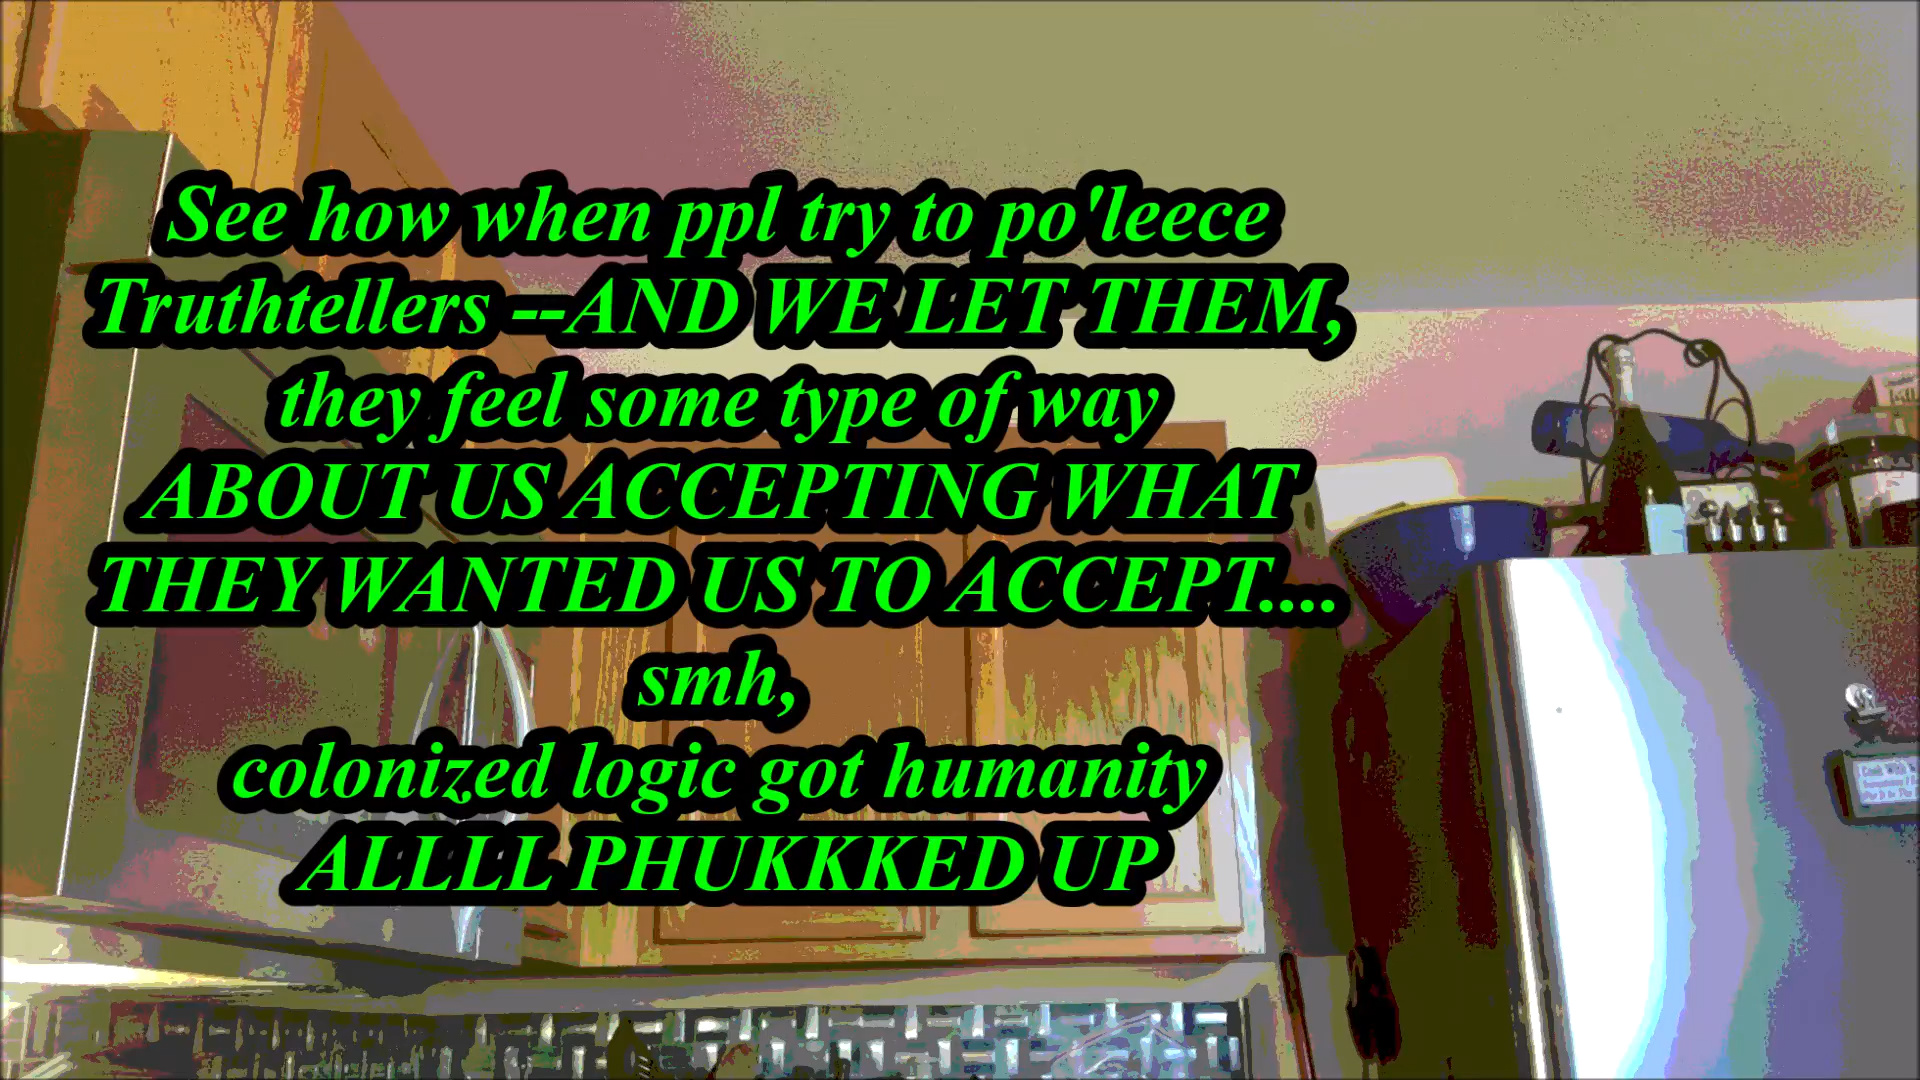 See how when ppl try to po'leece
Truthtellers --AND WE LET THEM,
they feel some type of way
ABOUT US ACCEPTING WHAT
THEY WANTED US TO ACCEPT....
smh,
colonized logic got humanity
ALLLL PHUKKKED UP